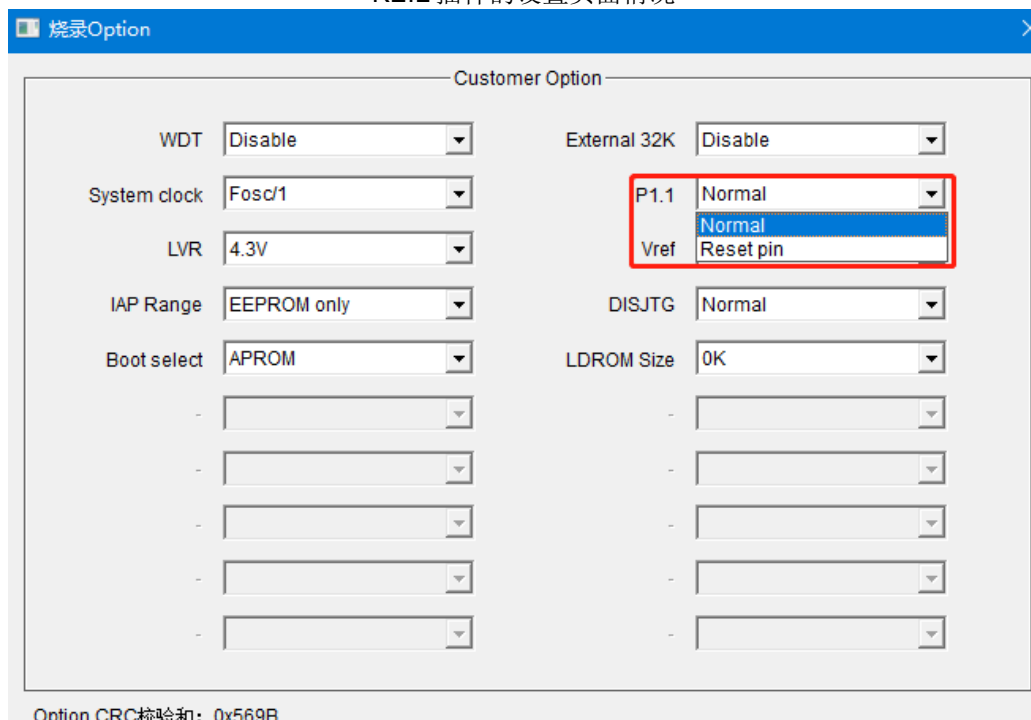 烧录Option
Customer Option
WDT Disable External 32K Disable
System clock Fosc/1 P1.1 Normal
Normal
LVR 4.3V Vref Reset pin
IAP Range EEPROM only DISJTG Normal
Boot select APROM LDROM Size 0K
- -
- -
- -
- -
- -
Option CRC校验和: 0x569B